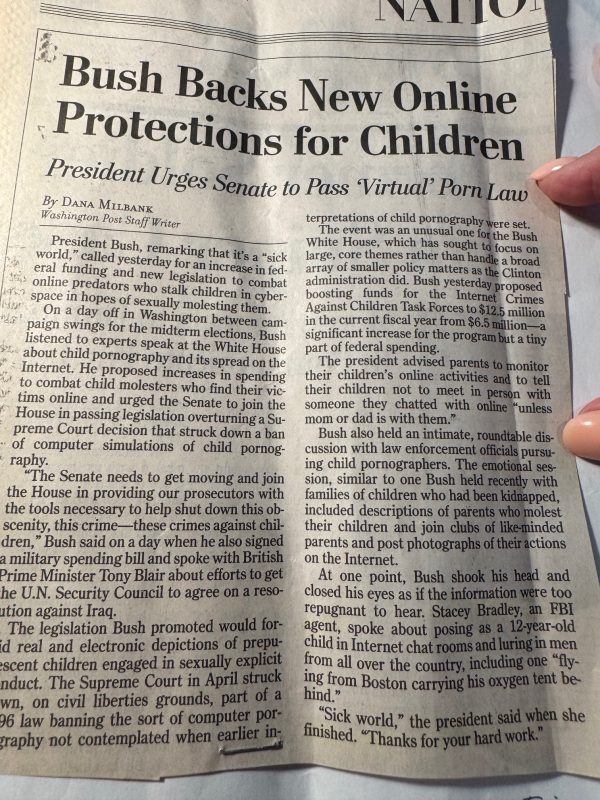 NATIO
Bush Backs New Online
Protections for Children
President Urges Senate to Pass ‘Virtual’ Porn Law
By DANA MILBANK
Washington Post Staff Writer
President Bush, remarking that it's a “sick
world,” called yesterday for an increase in fed-
eral funding and new legislation to combat
online predators who stalk children in cyber-
space in hopes of sexually molesting them.
On a day off in Washington between cam-
paign swings for the midterm elections, Bush
listened to experts speak at the White House
about child pornography and its spread on the
Internet. He proposed increases in spending
to combat child molesters who find their vic-
tims online and urged the Senate to join the
House in passing legislation overturning a Su-
preme Court decision that struck down a ban
of computer simulations of child pornog-
raphy.
“The Senate needs to get moving and join
the House in providing our prosecutors with
the tools necessary to help shut down this ob-
scenity, this crime—these crimes against chil-
dren,” Bush said on a day when he also signed
a military spending bill and spoke with British
Prime Minister Tony Blair about efforts to get
the U.N. Security Council to agree on a reso-
ution against Iraq.
The legislation Bush promoted would for-
id real and electronic depictions of prepu-
escent children engaged in sexually explicit
nduct. The Supreme Court in April struck
wn, on civil liberties grounds, part of a
96 law banning the sort of computer por-
graphy not contemplated when earlier in-
terpretations of child pornography were set.
The event was an unusual one for the Bush
White House, which has sought to focus on
large, core themes rather than handle a broad
array of smaller policy matters as the Clinton
administration did. Bush yesterday proposed
boosting funds for the Internet Crimes
Against Children Task Forces to $12.5 million
in the current fiscal year from $6.5 million—a
significant increase for the program but a tiny
part of federal spending.
The president advised parents to monitor
their children's online activities and to tell
their children not to meet in person with
someone they chatted with online “unless
mom or dad is with them.”
Bush also held an intimate, roundtable dis-
cussion with law enforcement officials pursu-
ing child pornographers. The emotional ses-
sion, similar to one Bush held recently with
families of children who had been kidnapped,
included descriptions of parents who molest
their children and join clubs of like-minded
parents and post photographs of their actions
on the Internet.
At one point, Bush shook his head and
closed his eyes as if the information were too
repugnant to hear. Stacey Bradley, an FBI
agent, spoke about posing as a 12-year-old
child in Internet chat rooms and luring in men
from all over the country, including one “fly-
ing from Boston carrying his oxygen tent be-
hind.”
“Sick world,” the president said when she
finished. “Thanks for your hard work.”